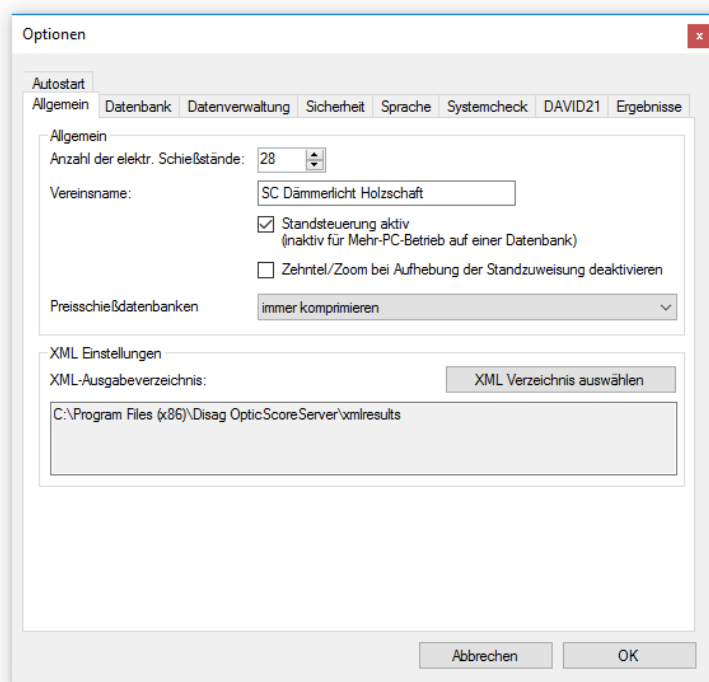 Optionen
x
Autostart
Allgemein Datenbank Datenverwaltung Sicherheit Sprache Systemcheck DAVID21 Ergebnisse
Allgemein
Anzahl der elektr. Schießstände: 28
Vereinsname: SC Dämmerlicht Holzschaft
Standsteuerung aktiv
(inaktiv für Mehr-PC-Betrieb auf einer Datenbank)
Zehntel/Zoom bei Aufhebung der Standzuweisung deaktivieren
Preisschießdatenbanken immer komprimieren
XML Einstellungen
XML-Ausgabeverzeichnis: XML Verzeichnis auswählen
C:\Program Files (x86)\Disag OpticScoreServer\xmlresults
Abbrechen OK